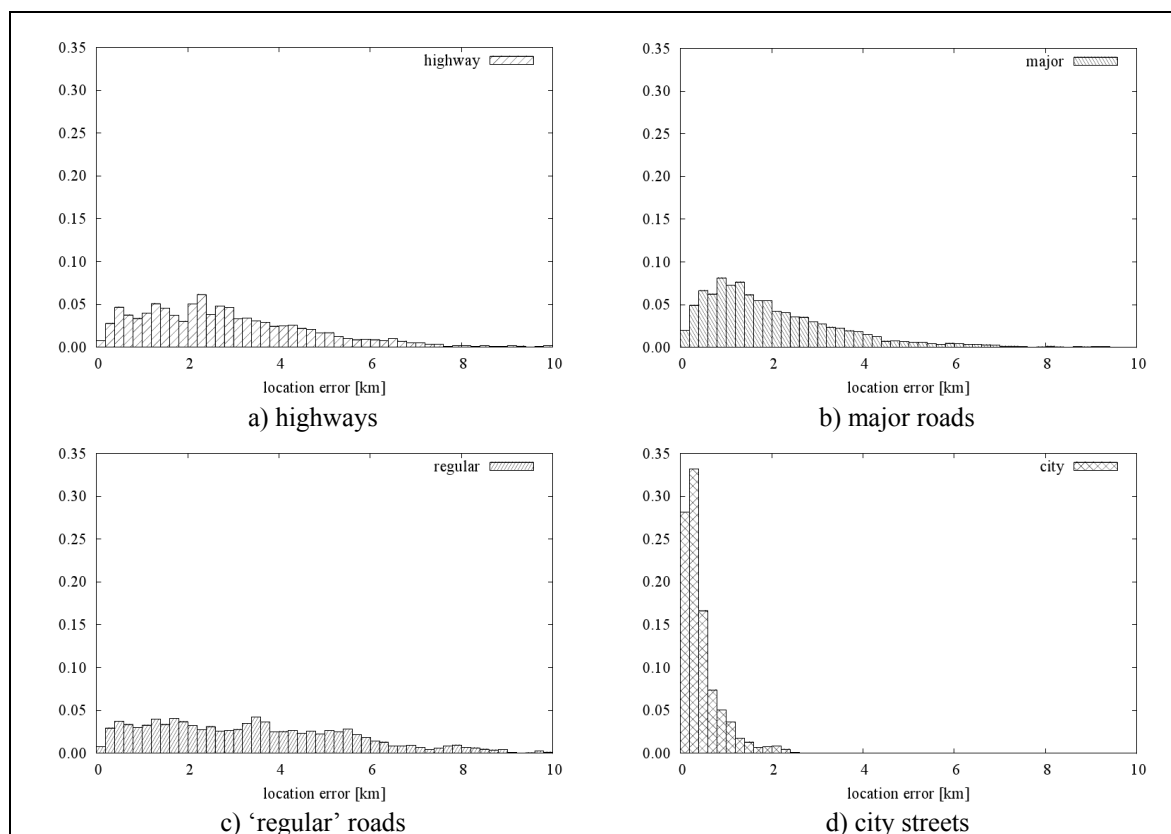 0.35
0.30
0.25
0.20
0.15
0.10
0.05
0.00
highway
0 2 4 6 8 10
location error [km]
a) highways
0.35
0.30
0.25
0.20
0.15
0.10
0.05
0.00
major
0 2 4 6 8 10
location error [km]
b) major roads
0.35
0.30
0.25
0.20
0.15
0.10
0.05
0.00
regular
0 2 4 6 8 10
location error [km]
c) ‘regular’ roads
0.35
0.30
0.25
0.20
0.15
0.10
0.05
0.00
city
0 2 4 6 8 10
location error [km]
d) city streets